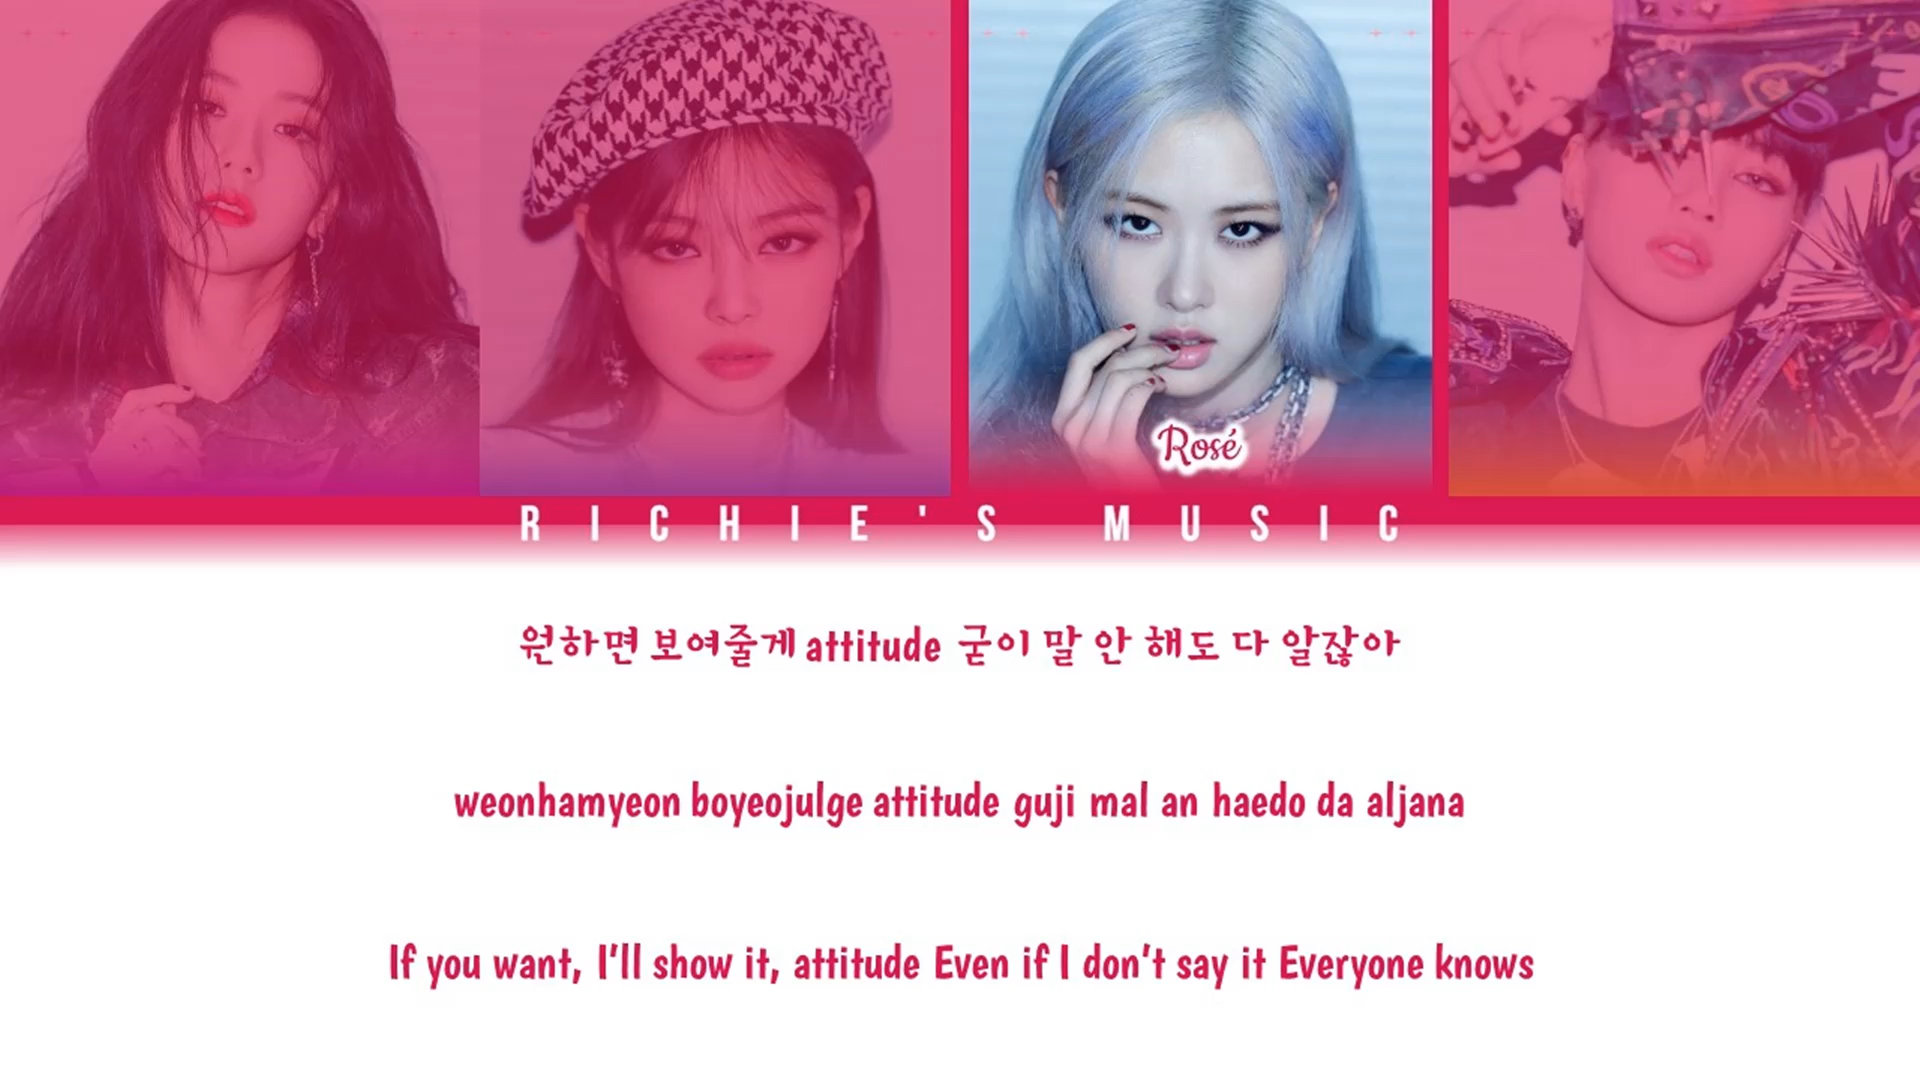 Rosé
RICHIE'S MUSIC
원하면 보여줄게 attitude 굳이 말 안 해도 다 알잖아
weonhamyeon boyeojulge attitude guji mal an haedo da aljana
If you want, I'll show it, attitude Even if I don't say it Everyone knows